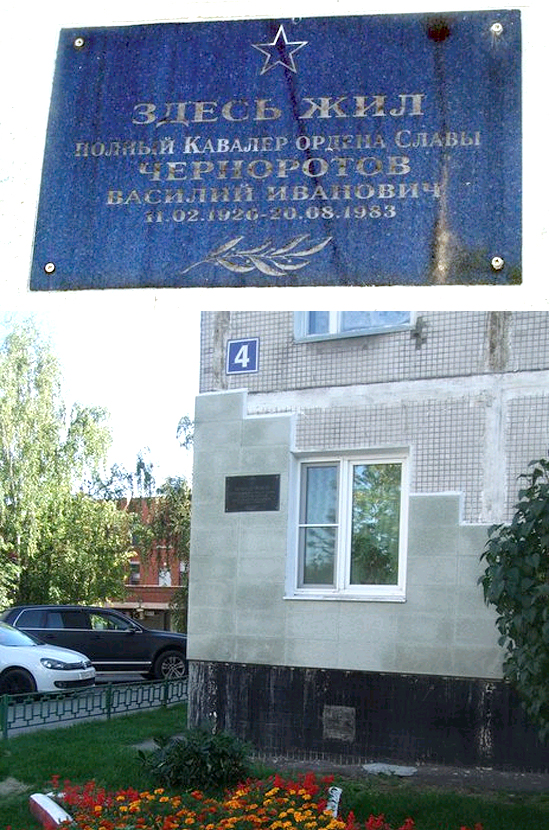 ЗДЕСЬ ЖИЛ
ПОЛНЫЙ КАВАЛЕР ОРДЕНА СЛАВЫ
ЧЕРНОРОТОВ
ВАСИЛИЙ ИВАНОВИЧ
11.02.1926-20.08.1983
4